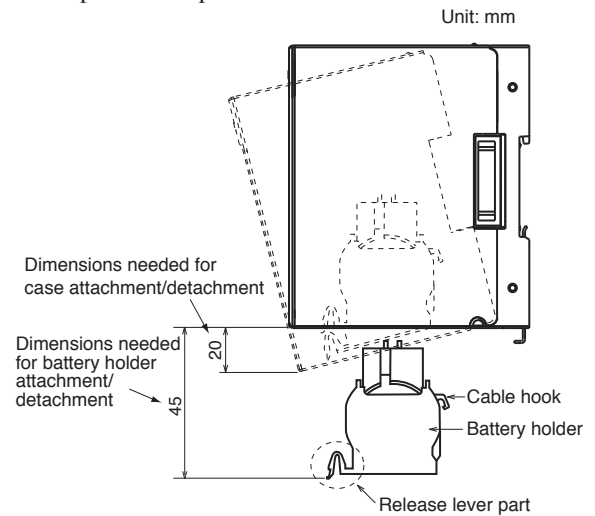 Unit: mm
Dimensions needed for
case attachment/detachment
20
Dimensions needed
for battery holder
attachment/
detachment
45
Cable hook
Battery holder
Release lever part